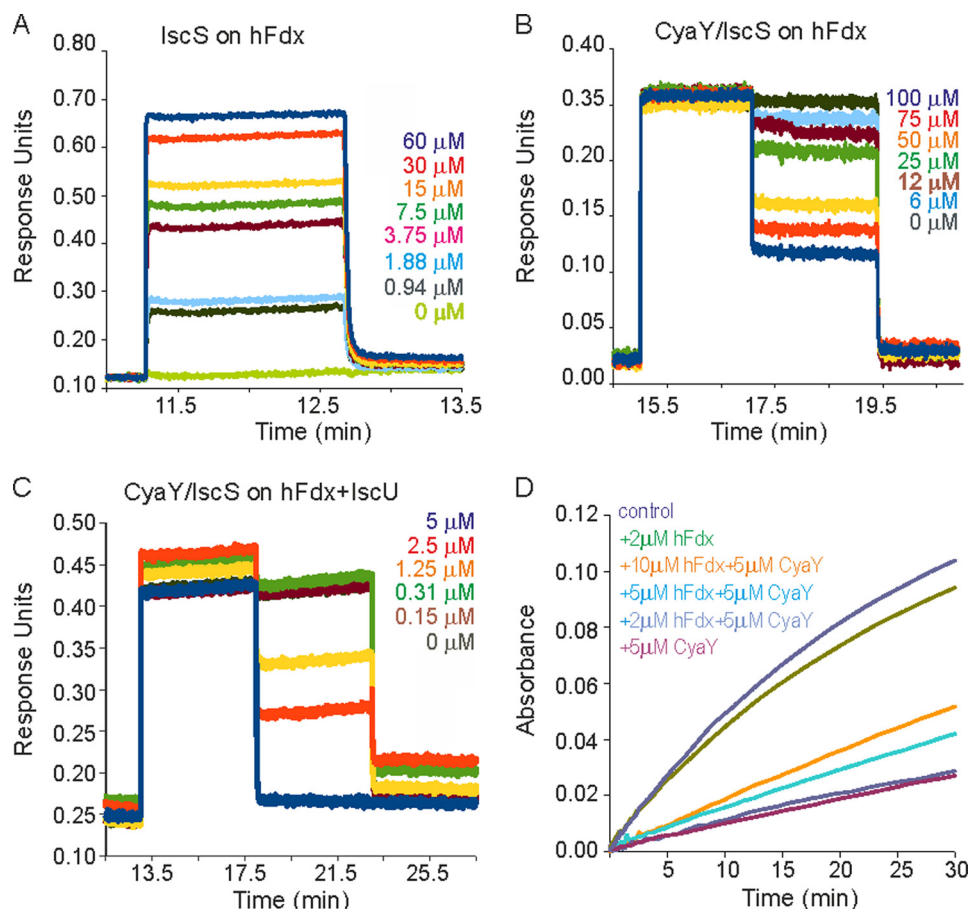 A
IscS on hFdx
Response Units
0.80
0.70
0.60
0.50
0.40
0.30
0.20
0.10
60 μM
30 μM
15 μM
7.5 μM
3.75 μM
1.88 μM
0.94 μM
0 μM
11.5
12.5
13.5
Time (min)
B
CyaY/IscS on hFdx
Response Units
0.40
0.35
0.20
0.15
0.10
0.05
0.00
100 μM
75 μM
50 μM
25 μM
12 μM
6 μM
0 μM
15.5
17.5
19.5
Time (min)
C
CyaY/IscS on hFdx+IscU
Response Units
0.50
0.45
0.40
0.35
0.30
0.25
0.20
0.25
0.10
5 μM
2.5 μM
1.25 μM
0.31 μM
0.15 μM
0 μM
13.5
17.5
21.5
25.5
Time (min)
D
Absorbance
0.12
0.10
0.08
0.06
0.04
0.02
0.00
control
+2μM hFdx
+10μM hFdx+5μM CyaY
+5μM hFdx+5μM CyaY
+2μM hFdx+5μM CyaY
+5μM CyaY
5
10
15
20
25
30
Time (min)